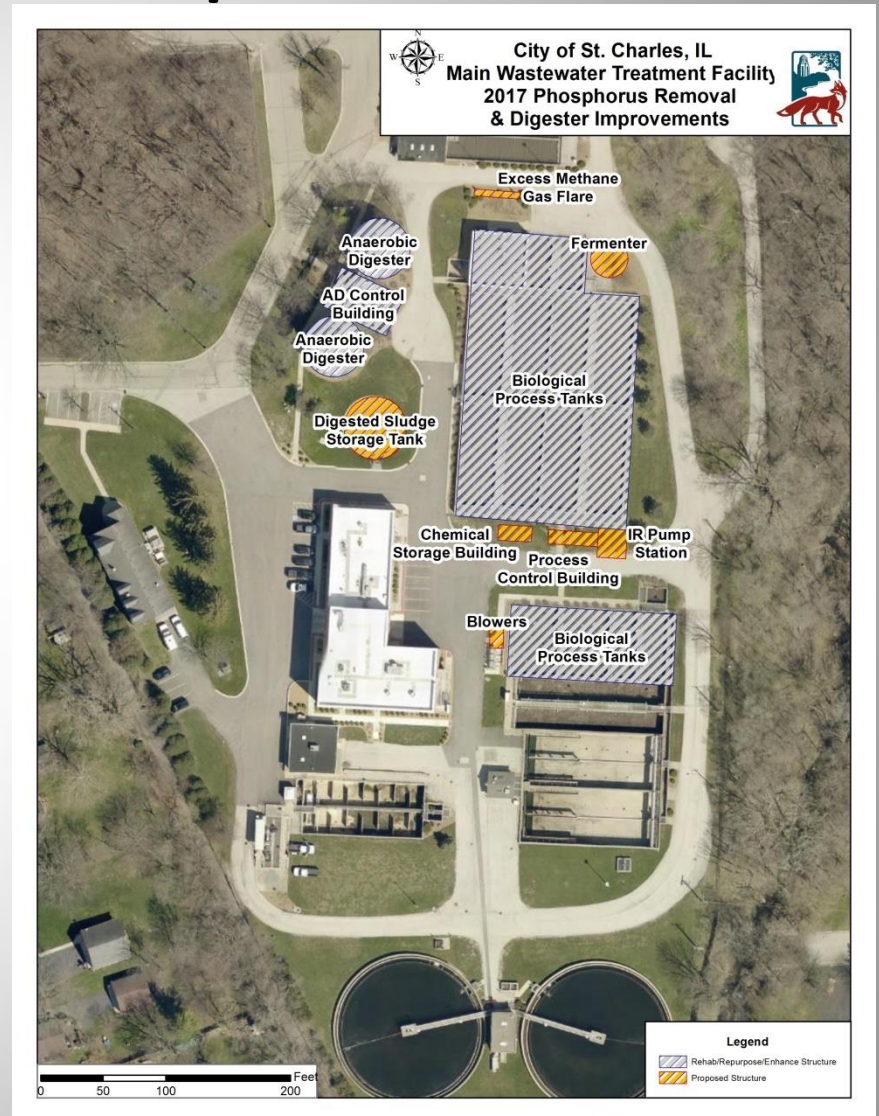 N
W E
S
City of St. Charles, IL
Main Wastewater Treatment Facility
2017 Phosphorus Removal
& Digester Improvements
Excess Methane
Gas Flare
Anaerobic
Digester
Fermenter
AD Control
Building
Anaerobic
Digester
Biological
Process Tanks
Digested Sludge
Storage Tank
Chemical
Storage Building
IR Pump
Station
Process
Control Building
Blowers
Biological
Process Tanks
Legend
Rehab/Repurpose/Enhance Structure
Proposed Structure
Feet
0 50 100 200